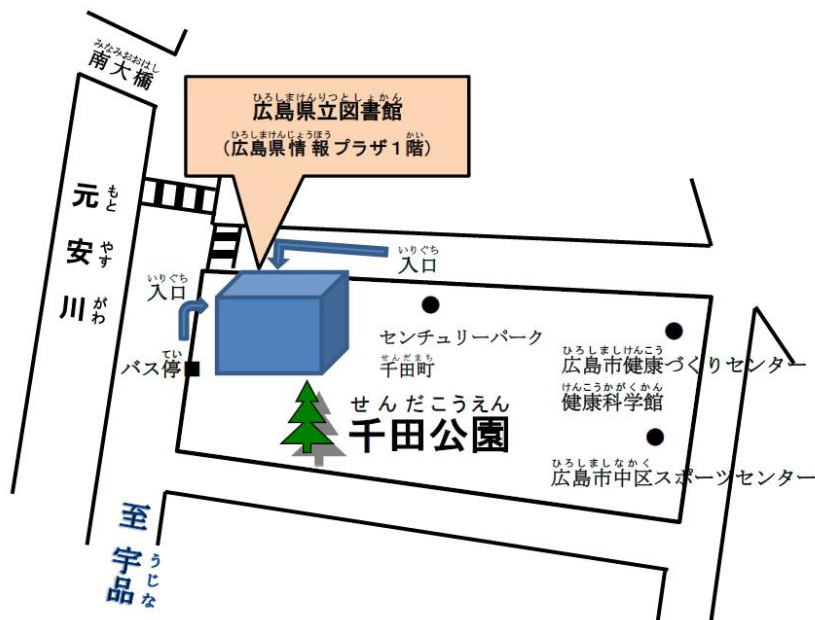 みなみおおはし
南大橋
ひろしまけんりつとしょかん
広島県立図書館
ひろしまけんじょうほう かい
（広島県情報プラザ１階）
もと やす がわ
元安川
いりぐち
入口
いりぐち
入口
てい
バス停■
センチュリーパーク
せんだまち
千田町
ひろしましけんこう
広島市健康づくりセンター
けんこうかがくかん
健康科学館
せんだこうえん
千田公園
ひろしましなかく
広島市中区スポーツセンター
うじな
至 宇品